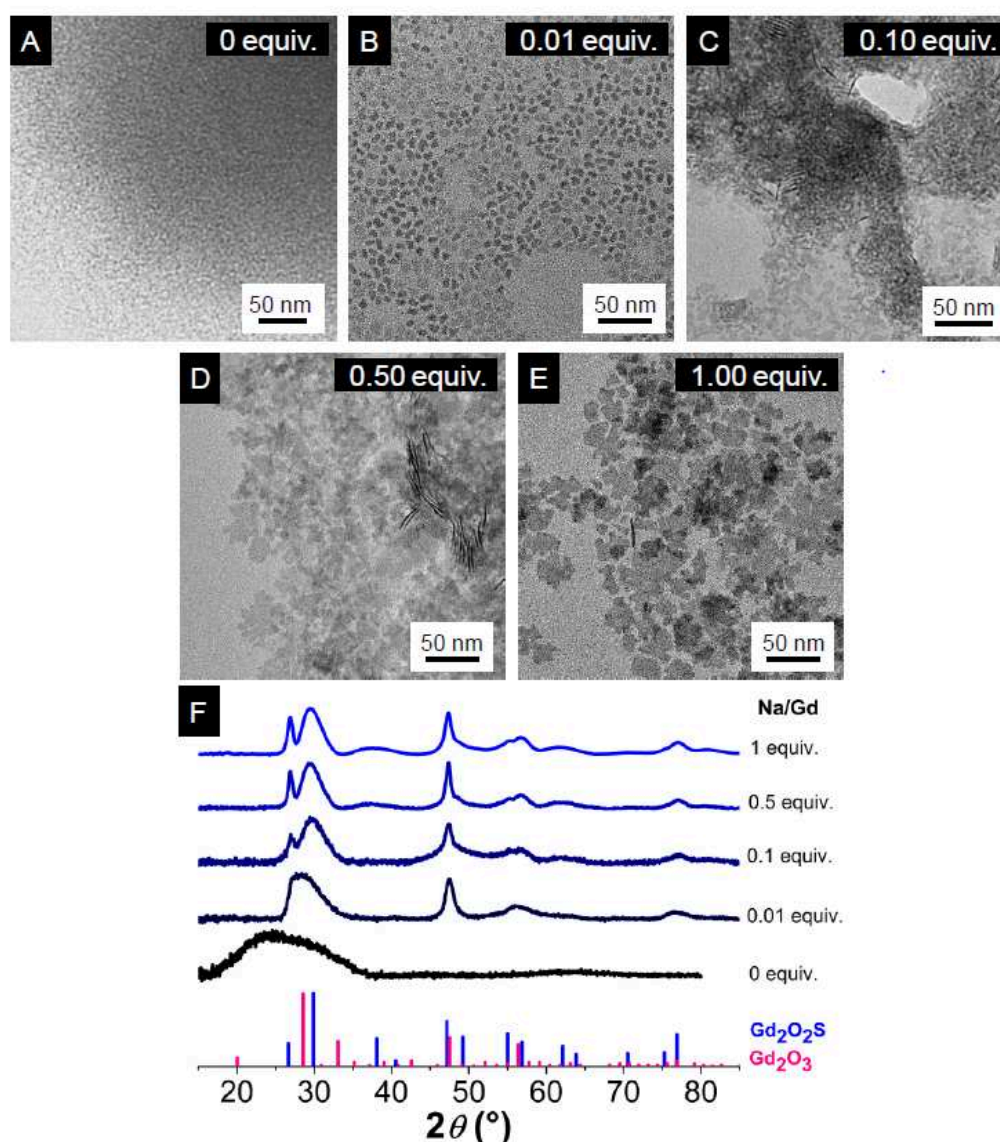 A 0 equiv.
50 nm
B 0.01 equiv.
50 nm
C 0.10 equiv.
50 nm
D 0.50 equiv.
50 nm
E 1.00 equiv.
50 nm
F
Na/Gd
1 equiv.
0.5 equiv.
0.1 equiv.
0.01 equiv.
0 equiv.
Gd₂O₂S
Gd₂O₃
20 30 40 50 60 70 80
2θ (°)